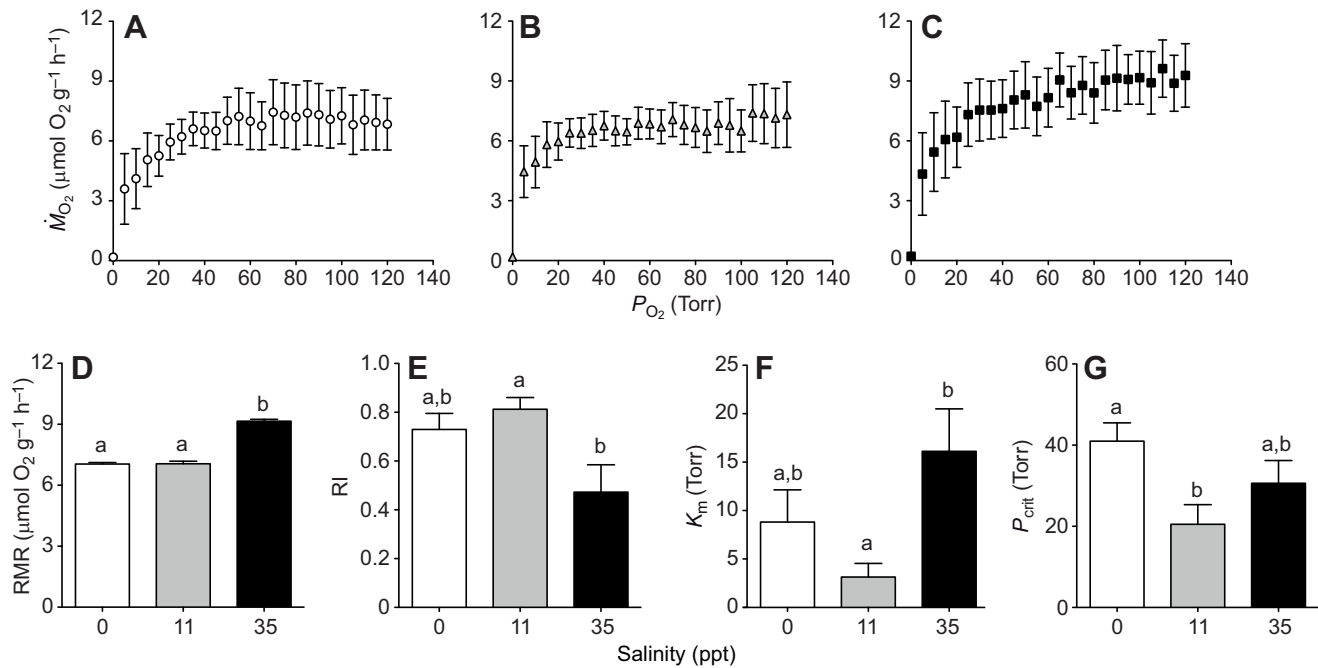 A
B
C
12
9
6
3
0
ṀO₂ (μmol O₂ g⁻¹ h⁻¹)
0 20 40 60 80 100 120 140
12
9
6
3
0
0 20 40 60 80 100 120 140
12
9
6
3
0
0 20 40 60 80 100 120 140
PO₂ (Torr)
D
12
9
6
3
0
RMR (μmol O₂ g⁻¹ h⁻¹)
a a b
0 11 35
E
1.0
0.8
0.6
0.4
0.2
0
RI
a,b a b
0 11 35
F
25
20
15
10
5
0
Km (Torr)
a,b a b
0 11 35
G
60
40
20
0
Pcrit (Torr)
a b a,b
0 11 35
Salinity (ppt)